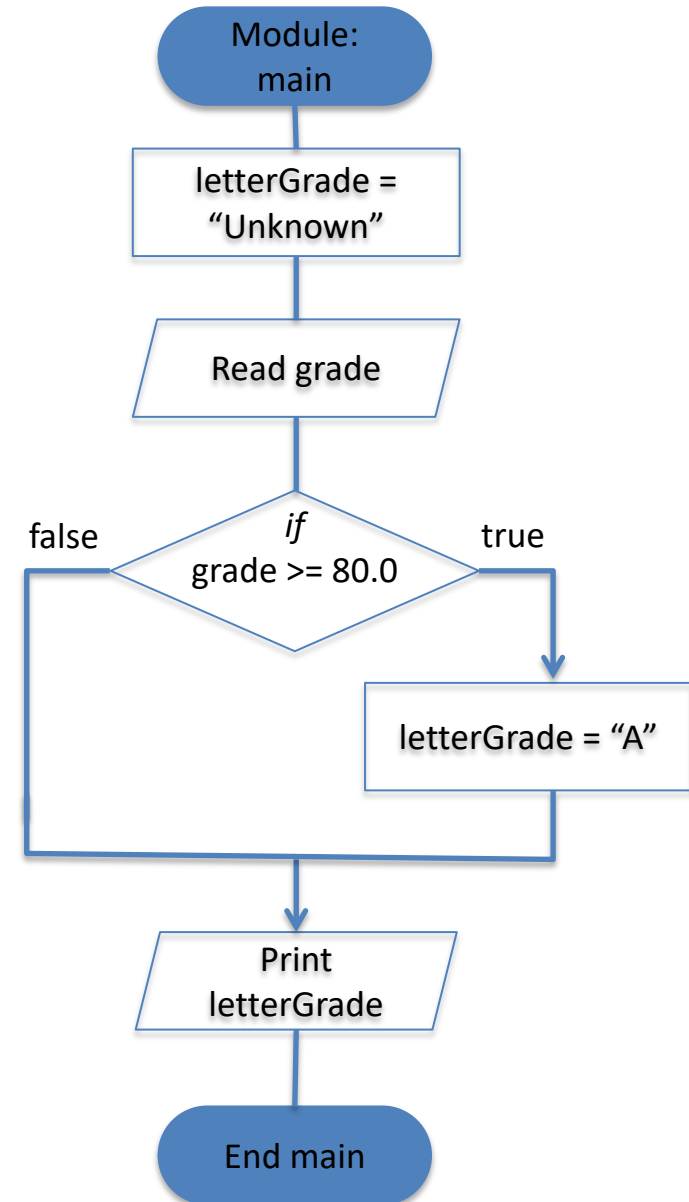 Module:
main
letterGrade =
“Unknown”
Read grade
false
if
true
grade >= 80.0
letterGrade = “A”
Print
letterGrade
End main